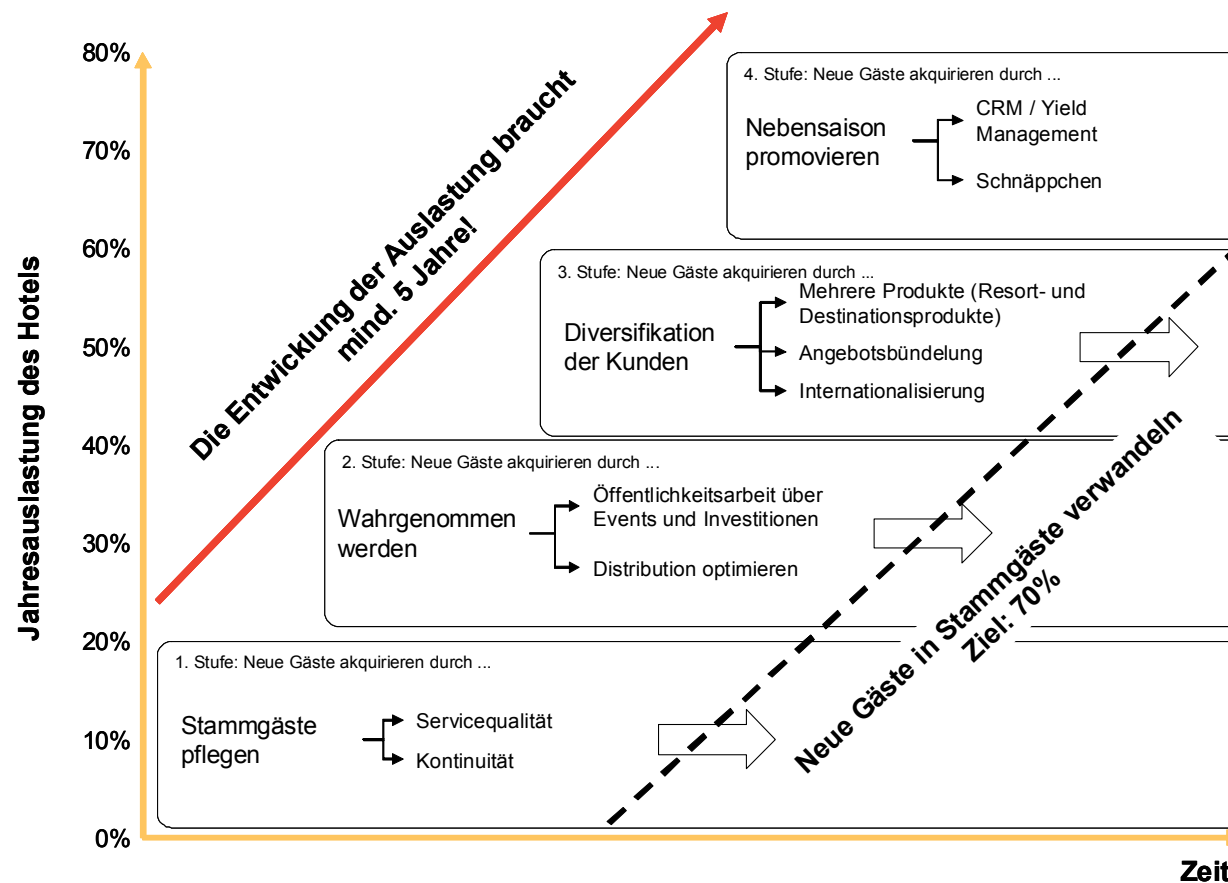 80%
70%
60%
50%
40%
30%
20%
10%
0%
Jahresauslastung des Hotels
Zeit
Die Entwicklung der Auslastung braucht
mind. 5 Jahre!
4. Stufe: Neue Gäste akquirieren durch ...
Nebensaison
promovieren
CRM / Yield
Management
Schnäppchen
3. Stufe: Neue Gäste akquirieren durch ...
Diversifikation
der Kunden
Mehrere Produkte (Resort- und
Destinationsprodukte)
Angebotsbündelung
Internationalisierung
2. Stufe: Neue Gäste akquirieren durch ...
Wahrgenommen
werden
Öffentlichkeitsarbeit über
Events und Investitionen
Distribution optimieren
1. Stufe: Neue Gäste akquirieren durch ...
Stammgäste
pflegen
Servicequalität
Kontinuität
Neue Gäste in Stammgäste verwandeln
Ziel: 70%